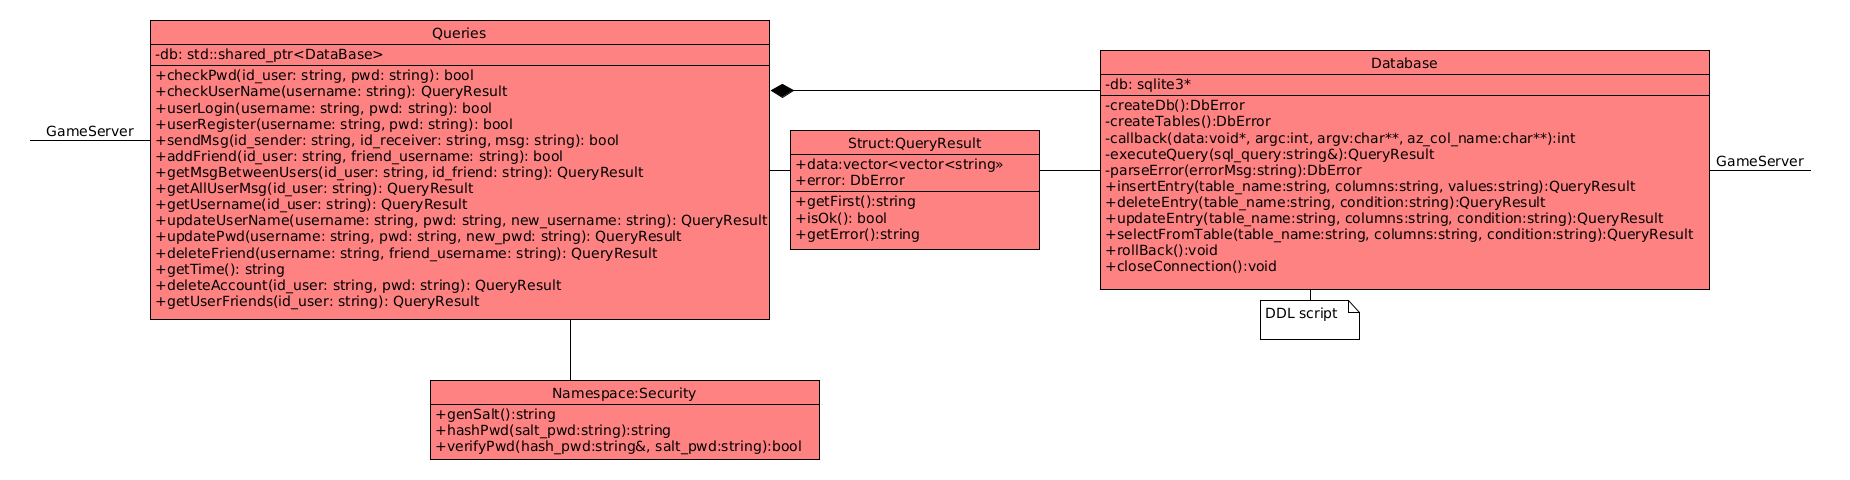 GameServer
Queries
-db: std::shared_ptr<DataBase>
+checkPwd(id_user: string, pwd: string): bool
+checkUserName(username: string): QueryResult
+userLogin(username: string, pwd: string): bool
+userRegister(username: string, pwd: string): bool
+sendMsg(id_sender: string, id_receiver: string, msg: string): bool
+addFriend(id_user: string, friend_username: string): bool
+getMsgBetweenUsers(id_user: string, id_friend: string): QueryResult
+getAllUserMsg(id_user: string): QueryResult
+getUsername(id_user: string): QueryResult
+updateUserName(username: string, pwd: string, new_username: string): QueryResult
+updatePwd(username: string, pwd: string, new_pwd: string): QueryResult
+deleteFriend(username: string, friend_username: string): QueryResult
+getTime(): string
+deleteAccount(id_user: string, pwd: string): QueryResult
+getUserFriends(id_user: string): QueryResult
Struct:QueryResult
+data:vector<vector<string»
+error: DbError
+getFirst():string
+isOk(): bool
+getError():string
Database
-db: sqlite3*
-createDb():DbError
-createTables():DbError
-callback(data:void*, argc:int, argv:char**, az_col_name:char**):int
-executeQuery(sql_query:string&):QueryResult
-parseError(errorMsg:string):DbError
+insertEntry(table_name:string, columns:string, values:string):QueryResult
+deleteEntry(table_name:string, condition:string):QueryResult
+updateEntry(table_name:string, columns:string, condition:string):QueryResult
+selectFromTable(table_name:string, columns:string, condition:string):QueryResult
+rollBack():void
+closeConnection():void
GameServer
DDL script
Namespace:Security
+genSalt():string
+hashPwd(salt_pwd:string):string
+verifyPwd(hash_pwd:string&, salt_pwd:string):bool